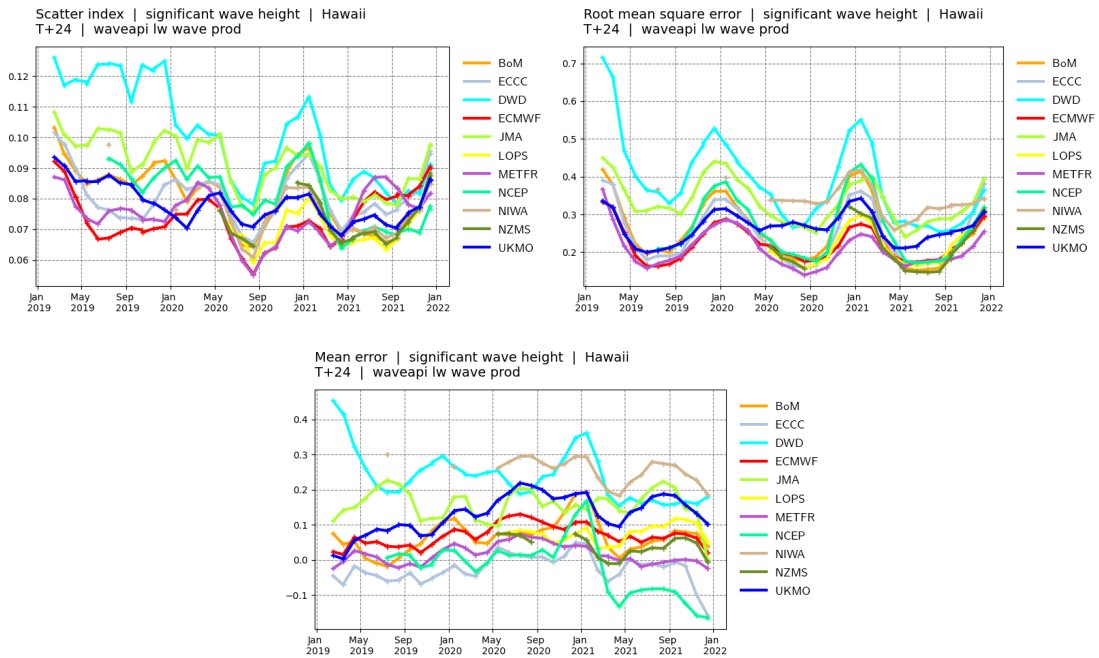 Scatter index | significant wave height | Hawaii
T+24 | waveapi lw wave prod
0.12
0.11
0.10
0.09
0.08
0.07
0.06
Jan 2019
May 2019
Sep 2019
Jan 2020
May 2020
Sep 2020
Jan 2021
May 2021
Sep 2021
Jan 2022
BoM
ECCC
DWD
ECMWF
JMA
LOPS
METFR
NCEP
NIWA
NZMS
UKMO
Root mean square error | significant wave height | Hawaii
T+24 | waveapi lw wave prod
0.7
0.6
0.5
0.4
0.3
0.2
Jan 2019
May 2019
Sep 2019
Jan 2020
May 2020
Sep 2020
Jan 2021
May 2021
Sep 2021
Jan 2022
BoM
ECCC
DWD
ECMWF
JMA
LOPS
METFR
NCEP
NIWA
NZMS
UKMO
Mean error | significant wave height | Hawaii
T+24 | waveapi lw wave prod
0.4
0.3
0.2
0.1
0.0
−0.1
Jan 2019
May 2019
Sep 2019
Jan 2020
May 2020
Sep 2020
Jan 2021
May 2021
Sep 2021
Jan 2022
BoM
ECCC
DWD
ECMWF
JMA
LOPS
METFR
NCEP
NIWA
NZMS
UKMO